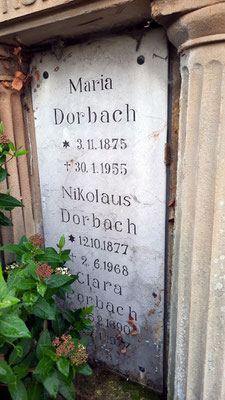 Maria
Dorbach
* 3.11.1875
† 30.1.1955
Nikolaus
Dorbach
* 12.10.1877
† 2.6.1968
Clara
Dorbach